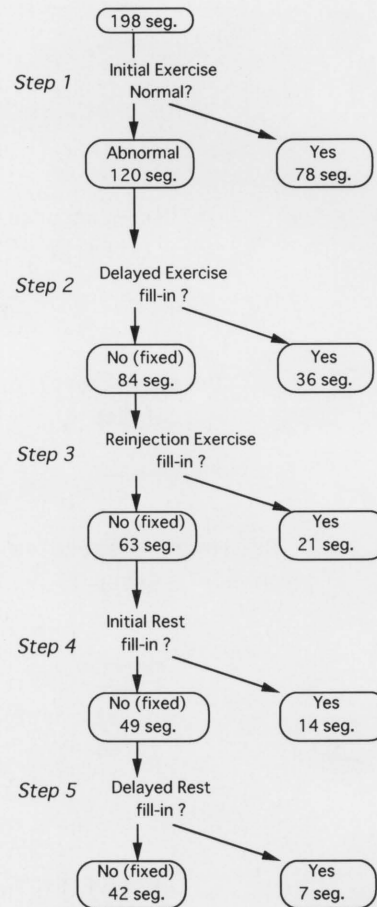 198 seg.
Step 1
Initial Exercise
Normal?
Abnormal
120 seg.
Yes
78 seg.
Step 2
Delayed Exercise
fill-in ?
No (fixed)
84 seg.
Yes
36 seg.
Step 3
Reinjection Exercise
fill-in ?
No (fixed)
63 seg.
Yes
21 seg.
Step 4
Initial Rest
fill-in ?
No (fixed)
49 seg.
Yes
14 seg.
Step 5
Delayed Rest
fill-in ?
No (fixed)
42 seg.
Yes
7 seg.